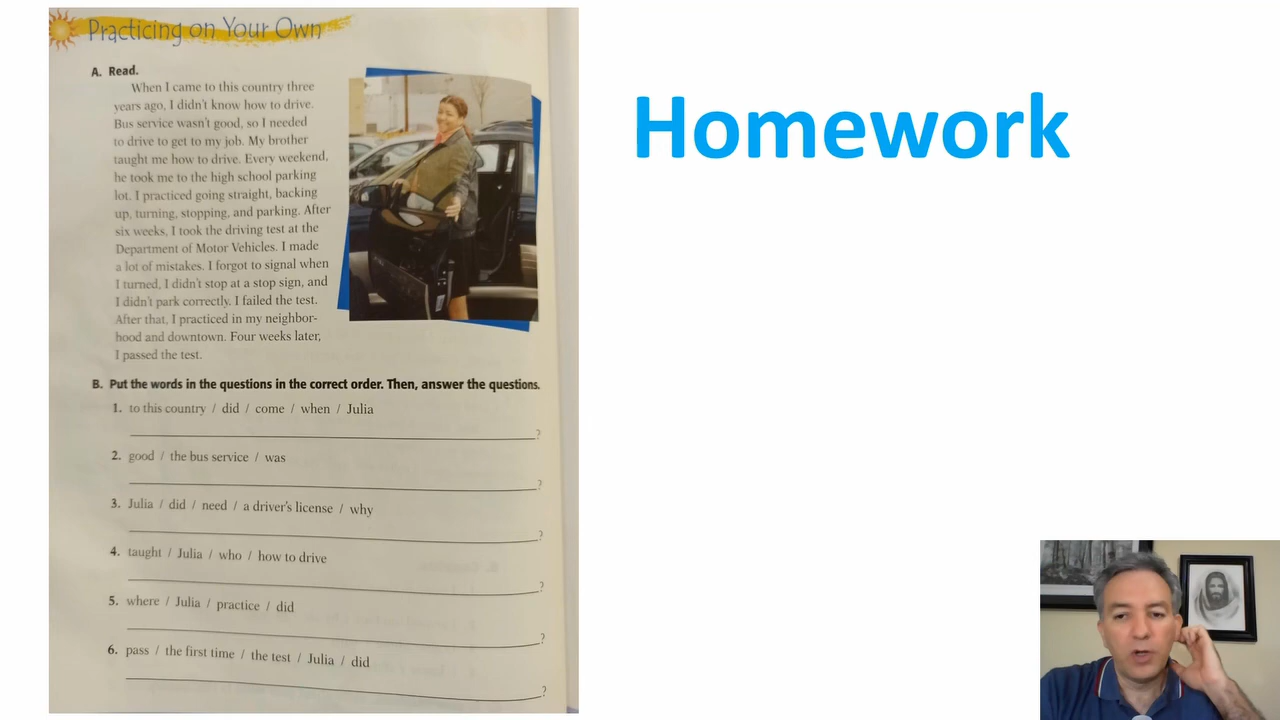 Practicing on Your Own
A. Read.
When I came to this country three
years ago, I didn't know how to drive.
Bus service wasn't good, so I needed
to drive to get to my job. My brother
taught me how to drive. Every weekend,
he took me to the high school parking
lot. I practiced going straight, backing
up, turning, stopping, and parking. After
six weeks, I took the driving test at the
Department of Motor Vehicles. I made
a lot of mistakes. I forgot to signal when
I turned, I didn't stop at a stop sign, and
I didn't park correctly. I failed the test.
After that, I practiced in my neighbor-
hood and downtown. Four weeks later,
I passed the test.
B. Put the words in the questions in the correct order. Then, answer the questions.
1. to this country / did / come / when / Julia
?
2. good / the bus service / was
?
3. Julia / did / need / a driver's license / why
?
4. taught / Julia / who / how to drive
?
5. where / Julia / practice / did
?
6. pass / the first time / the test / Julia / did
?
Homework